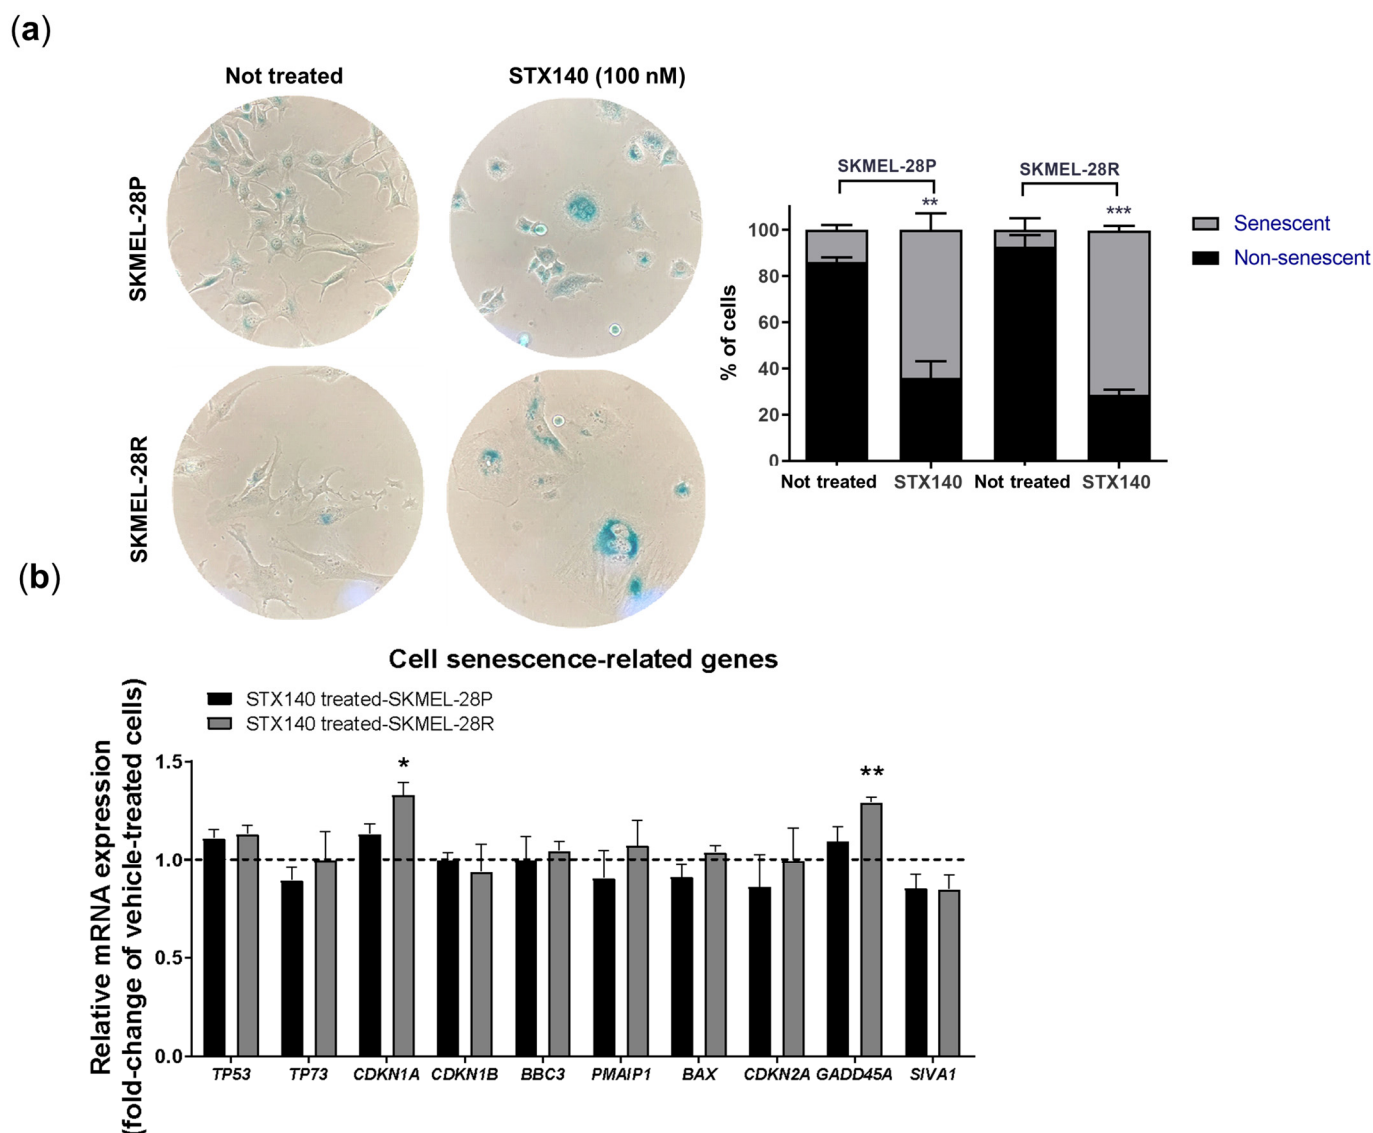 (a)
Not treated
STX140 (100 nM)
SKMEL-28P
SKMEL-28R
SKMEL-28P
SKMEL-28R
**
***
% of cells
100
80
60
40
20
0
Not treated
STX140
Not treated
STX140
Senescent
Non-senescent
(b)
Cell senescence-related genes
STX140 treated-SKMEL-28P
STX140 treated-SKMEL-28R
Relative mRNA expression
(fold-change of vehicle-treated cells)
1.5
1.0
0.5
0.0
*
**
TP53 TP73 CDKN1A CDKN1B BBC3 PMAIP1 BAX CDKN2A GADD45A SIVA1